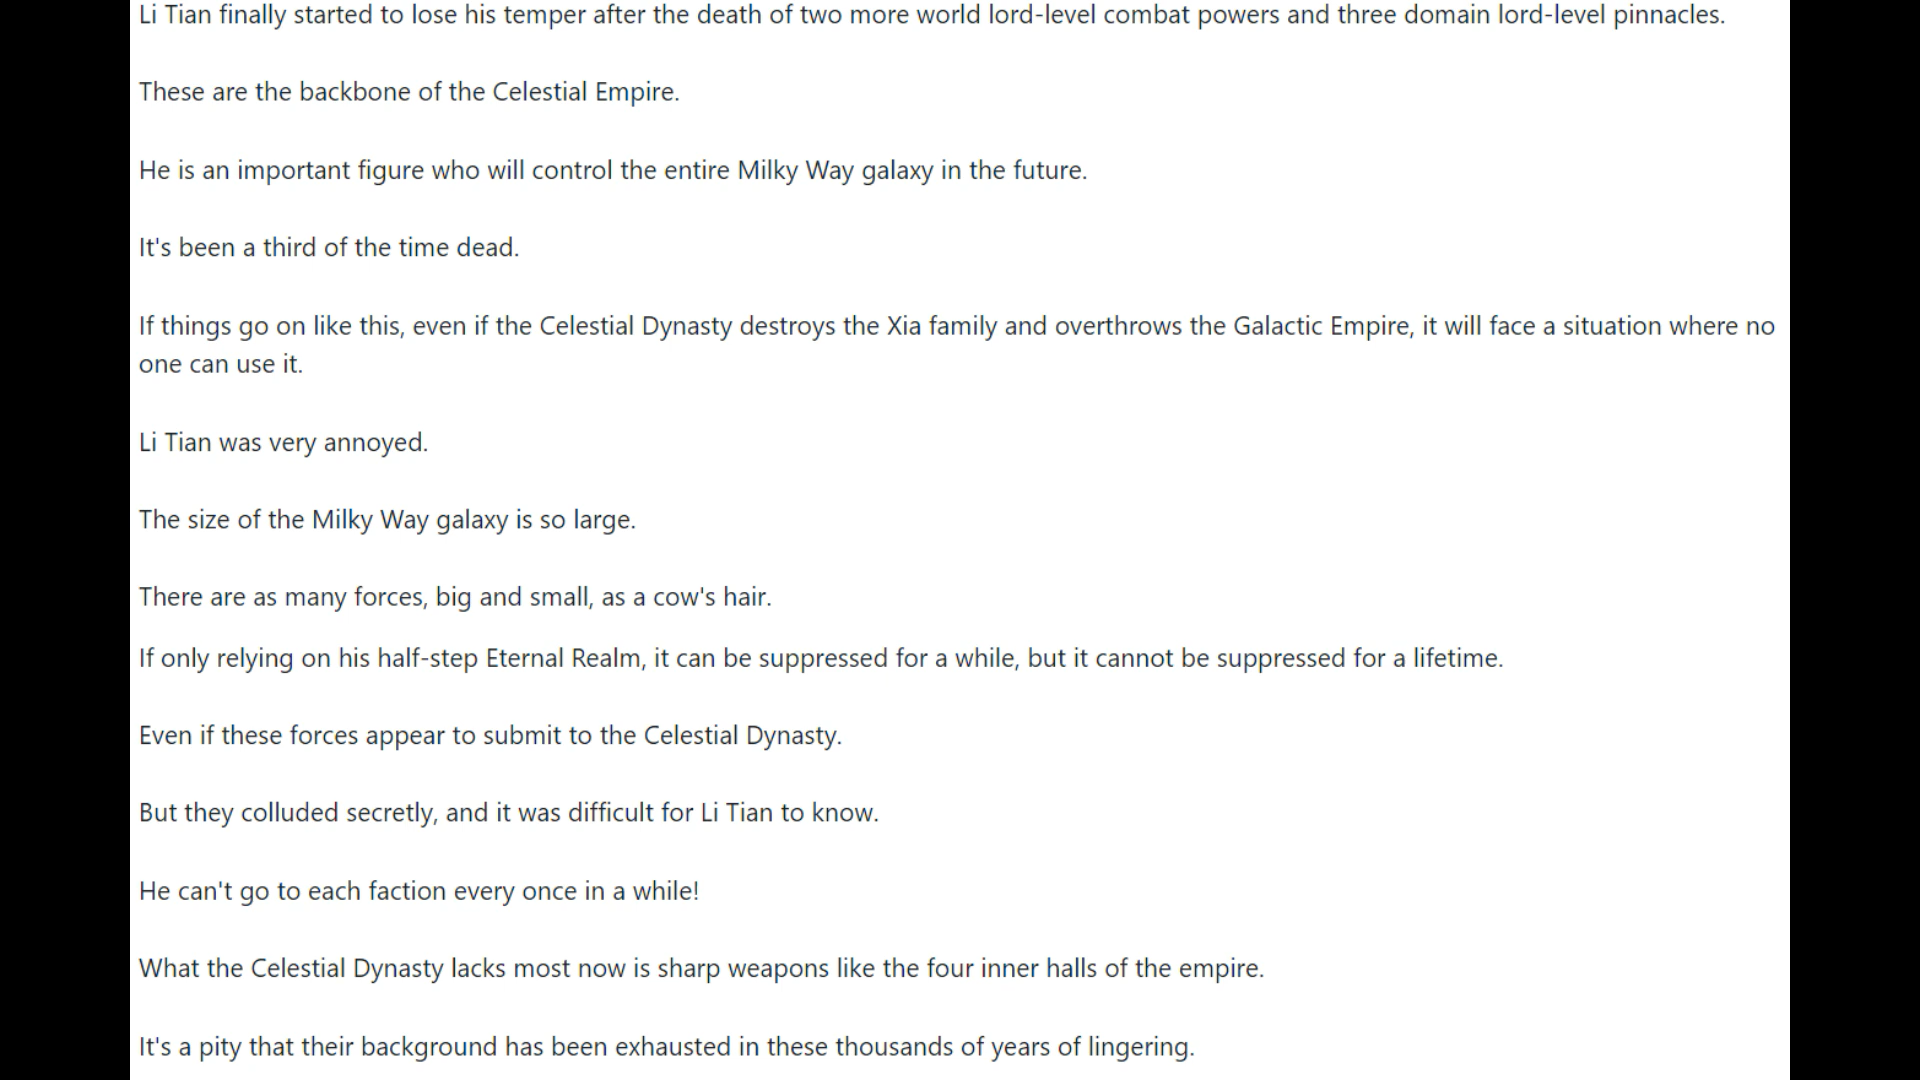 Li Tian finally started to lose his temper after the death of two more world lord-level combat powers and three domain lord-level pinnacles.
These are the backbone of the Celestial Empire.
He is an important figure who will control the entire Milky Way galaxy in the future.
It's been a third of the time dead.
If things go on like this, even if the Celestial Dynasty destroys the Xia family and overthrows the Galactic Empire, it will face a situation where no
one can use it.
Li Tian was very annoyed.
The size of the Milky Way galaxy is so large.
There are as many forces, big and small, as a cow's hair.
If only relying on his half-step Eternal Realm, it can be suppressed for a while, but it cannot be suppressed for a lifetime.
Even if these forces appear to submit to the Celestial Dynasty.
But they colluded secretly, and it was difficult for Li Tian to know.
He can't go to each faction every once in a while!
What the Celestial Dynasty lacks most now is sharp weapons like the four inner halls of the empire.
It's a pity that their background has been exhausted in these thousands of years of lingering.